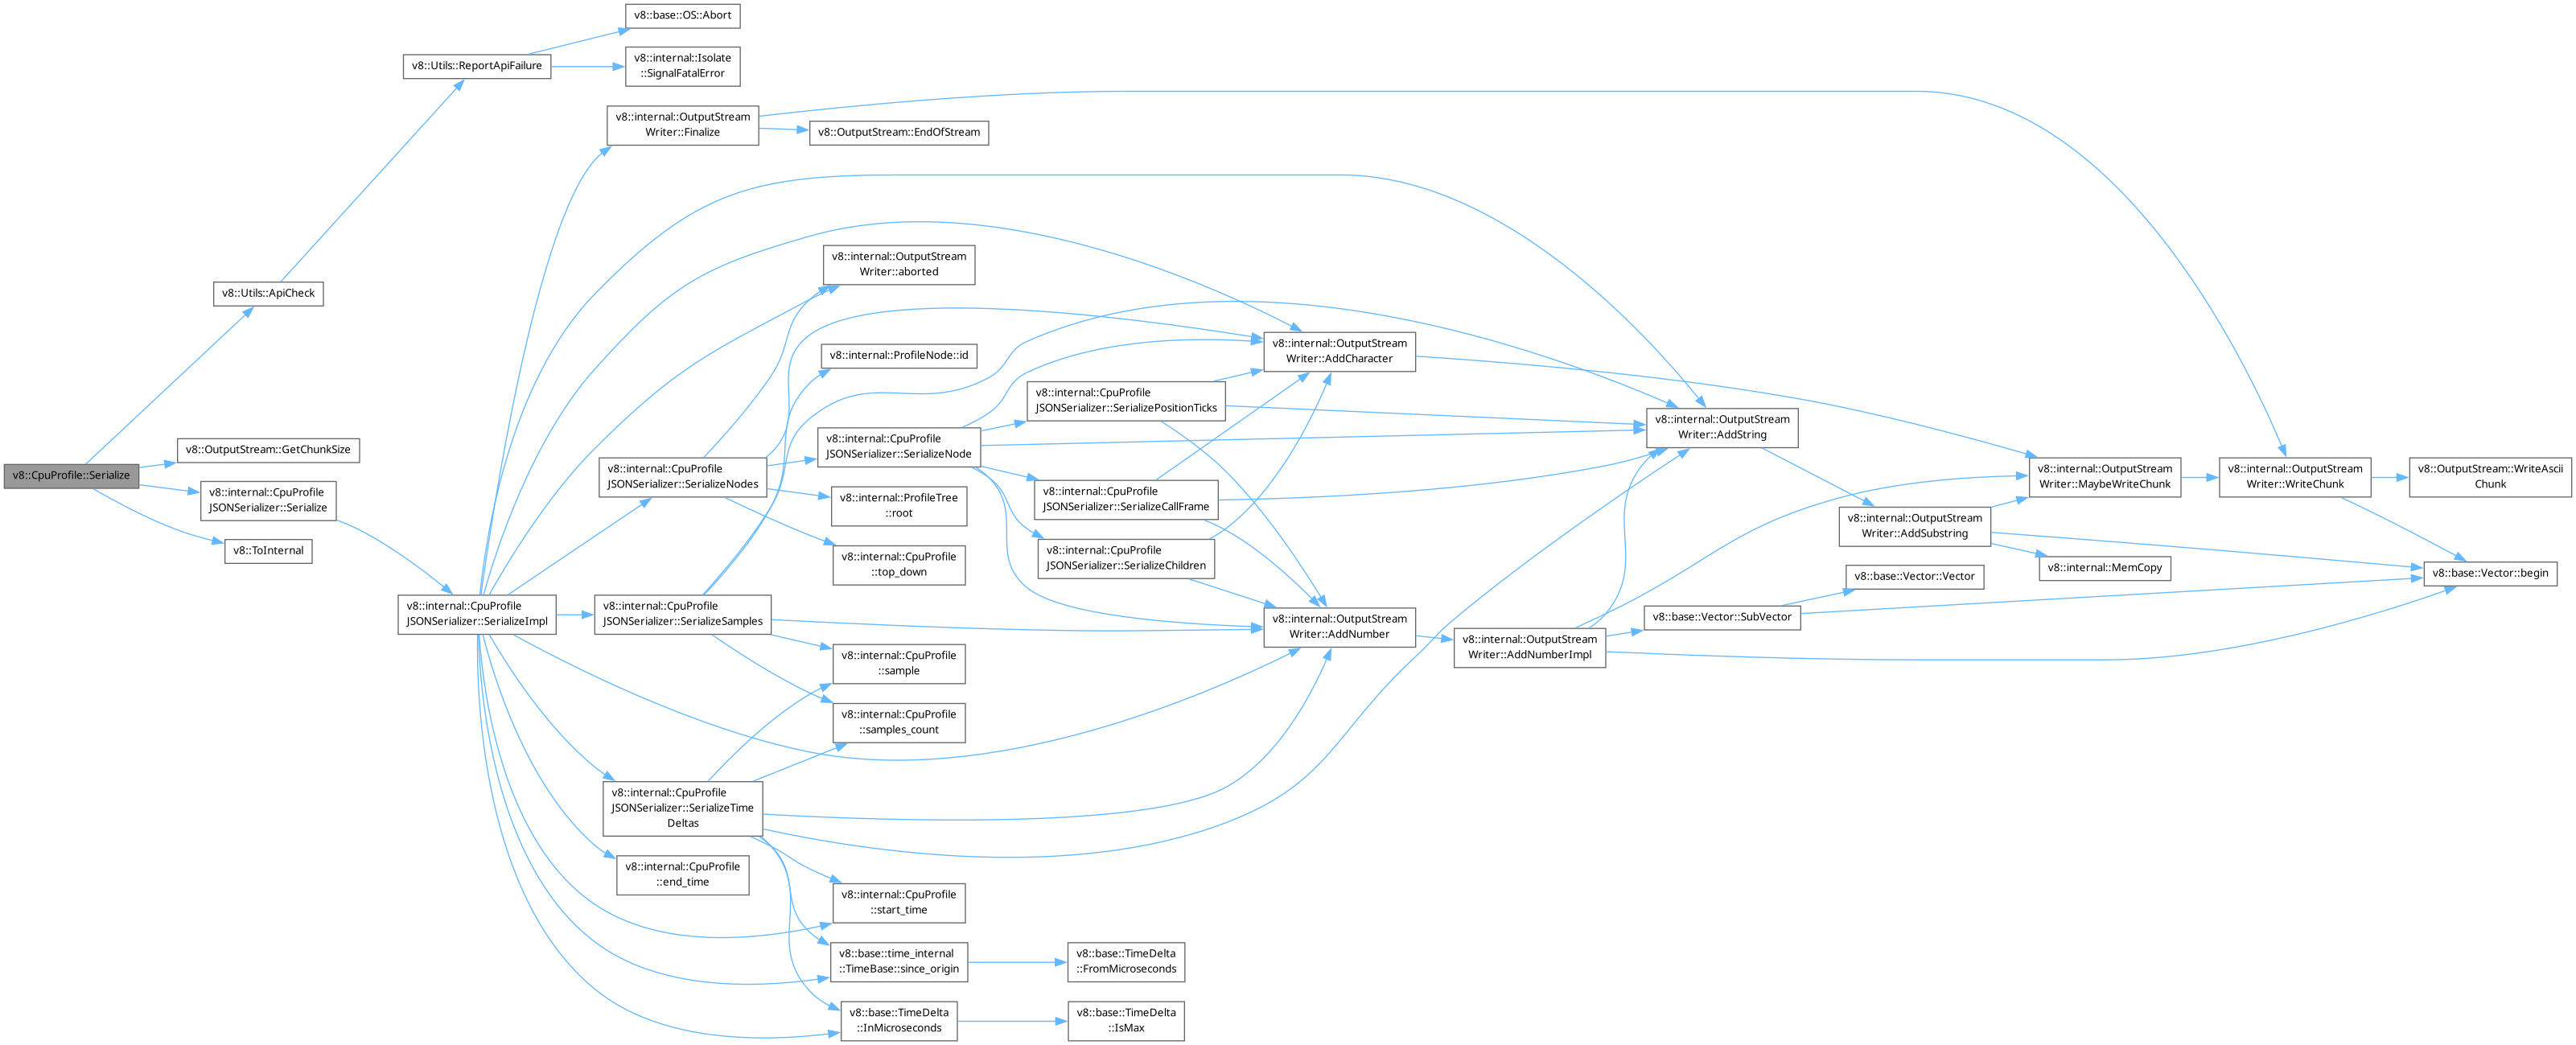 v8::base::OS::Abort
v8::Utils::ReportApiFailure
v8::internal::Isolate
::SignalFatalError
v8::internal::OutputStream
Writer::Finalize
v8::OutputStream::EndOfStream
v8::internal::OutputStream
Writer::aborted
v8::Utils::ApiCheck
v8::internal::ProfileNode::id
v8::internal::OutputStream
Writer::AddCharacter
v8::internal::CpuProfile
JSONSerializer::SerializePositionTicks
v8::internal::OutputStream
Writer::AddString
v8::OutputStream::GetChunkSize
v8::internal::CpuProfile
JSONSerializer::SerializeNode
v8::CpuProfile::Serialize
v8::internal::CpuProfile
JSONSerializer::SerializeNodes
v8::internal::OutputStream
Writer::MaybeWriteChunk
v8::internal::OutputStream
Writer::WriteChunk
v8::OutputStream::WriteAscii
Chunk
v8::internal::CpuProfile
JSONSerializer::Serialize
v8::internal::ProfileTree
::root
v8::internal::CpuProfile
JSONSerializer::SerializeCallFrame
v8::internal::OutputStream
Writer::AddSubstring
v8::ToInternal
v8::internal::CpuProfile
::top_down
v8::internal::CpuProfile
JSONSerializer::SerializeChildren
v8::internal::MemCopy
v8::base::Vector::Vector
v8::base::Vector::begin
v8::internal::CpuProfile
JSONSerializer::SerializeImpl
v8::internal::CpuProfile
JSONSerializer::SerializeSamples
v8::internal::OutputStream
Writer::AddNumber
v8::base::Vector::SubVector
v8::internal::OutputStream
Writer::AddNumberImpl
v8::internal::CpuProfile
::sample
v8::internal::CpuProfile
::samples_count
v8::internal::CpuProfile
JSONSerializer::SerializeTime
Deltas
v8::internal::CpuProfile
::end_time
v8::internal::CpuProfile
::start_time
v8::base::time_internal
::TimeBase::since_origin
v8::base::TimeDelta
::FromMicroseconds
v8::base::TimeDelta
::InMicroseconds
v8::base::TimeDelta
::IsMax